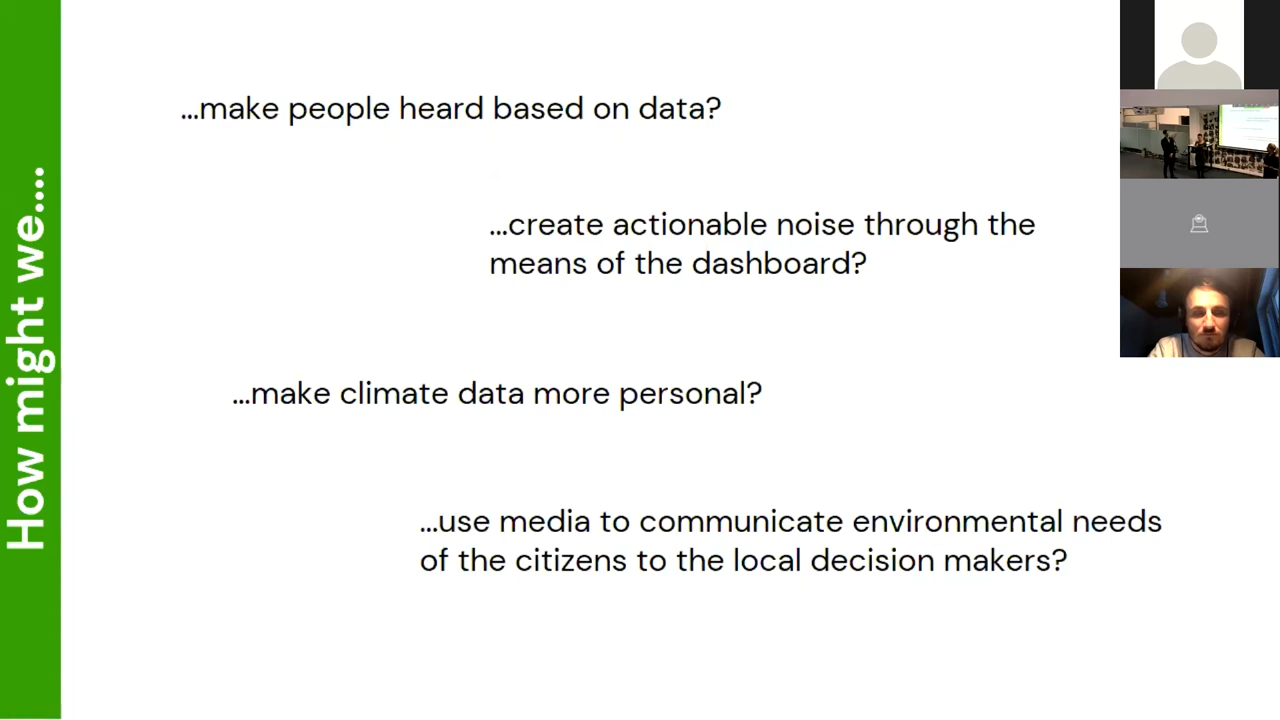 How might we....
...make people heard based on data?
...create actionable noise through the
means of the dashboard?
...make climate data more personal?
...use media to communicate environmental needs
of the citizens to the local decision makers?